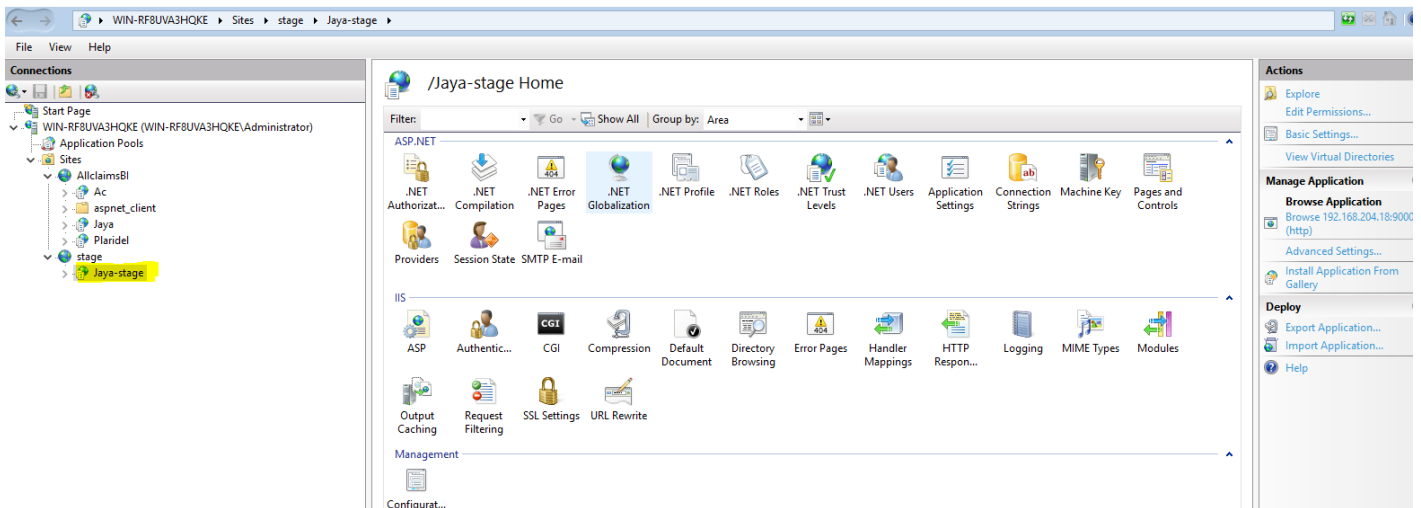 WIN-RF8UVA3HQKE Sites stage Jaya-stage
File View Help
Connections
Start Page
WIN-RF8UVA3HQKE (WIN-RF8UVA3HQKE\Administrator)
Application Pools
Sites
AllclaimsBI
Ac
aspnet_client
Jaya
Plaridel
stage
Jaya-stage
/Jaya-stage Home
Filter: Go Show All Group by: Area
ASP.NET
.NET Authorizat...
.NET Compilation
.NET Error Pages
.NET Globalization
.NET Profile
.NET Roles
.NET Trust Levels
.NET Users
Application Settings
Connection Strings
Machine Key
Pages and Controls
Providers
Session State
SMTP E-mail
IIS
ASP
Authentic...
CGI
Compression
Default Document
Directory Browsing
Error Pages
Handler Mappings
HTTP Respon...
Logging
MIME Types
Modules
Output Caching
Request Filtering
SSL Settings
URL Rewrite
Management
Configurat...
Actions
Explore
Edit Permissions...
Basic Settings...
View Virtual Directories
Manage Application
Browse Application
Browse 192.168.204.18:9000
(http)
Advanced Settings...
Install Application From
Gallery
Deploy
Export Application...
Import Application...
Help